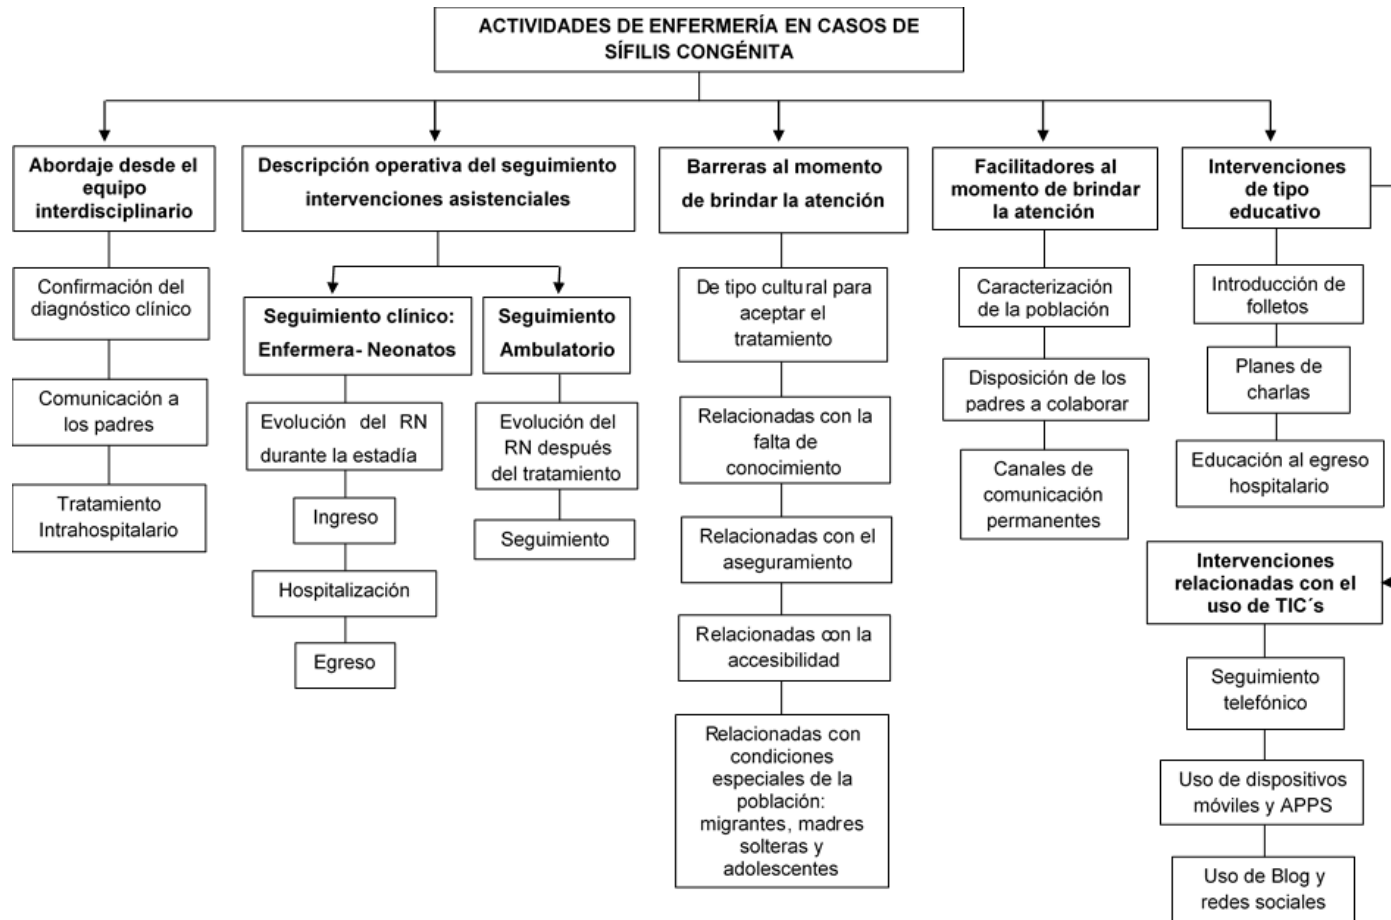 ACTIVIDADES DE ENFERMERÍA EN CASOS DE
SÍFILIS CONGÉNITA
Abordaje desde el
equipo
interdisciplinario
Confirmación del
diagnóstico clínico
Comunicación a
los padres
Tratamiento
Intrahospitalario
Descripción operativa del seguimiento
intervenciones asistenciales
Seguimiento clínico:
Enfermera- Neonatos
Evolución del RN
durante la estadía
Ingreso
Hospitalización
Egreso
Seguimiento
Ambulatorio
Evolución del
RN después
del tratamiento
Seguimiento
Barreras al momento
de brindar la atención
De tipo cultural para
aceptar el
tratamiento
Relacionadas con la
falta de
conocimiento
Relacionadas con el
aseguramiento
Relacionadas con la
accesibilidad
Relacionadas con
condiciones
especiales de la
población:
migrantes, madres
solteras y
adolescentes
Facilitadores al
momento de brindar
la atención
Caracterización
de la población
Disposición de los
padres a colaborar
Canales de
comunicación
permanentes
Intervenciones
de tipo
educativo
Introducción de
folletos
Planes de
charlas
Educación al egreso
hospitalario
Intervenciones
relacionadas con el
uso de TIC´s
Seguimiento
telefónico
Uso de dispositivos
móviles y APPS
Uso de Blog y
redes sociales